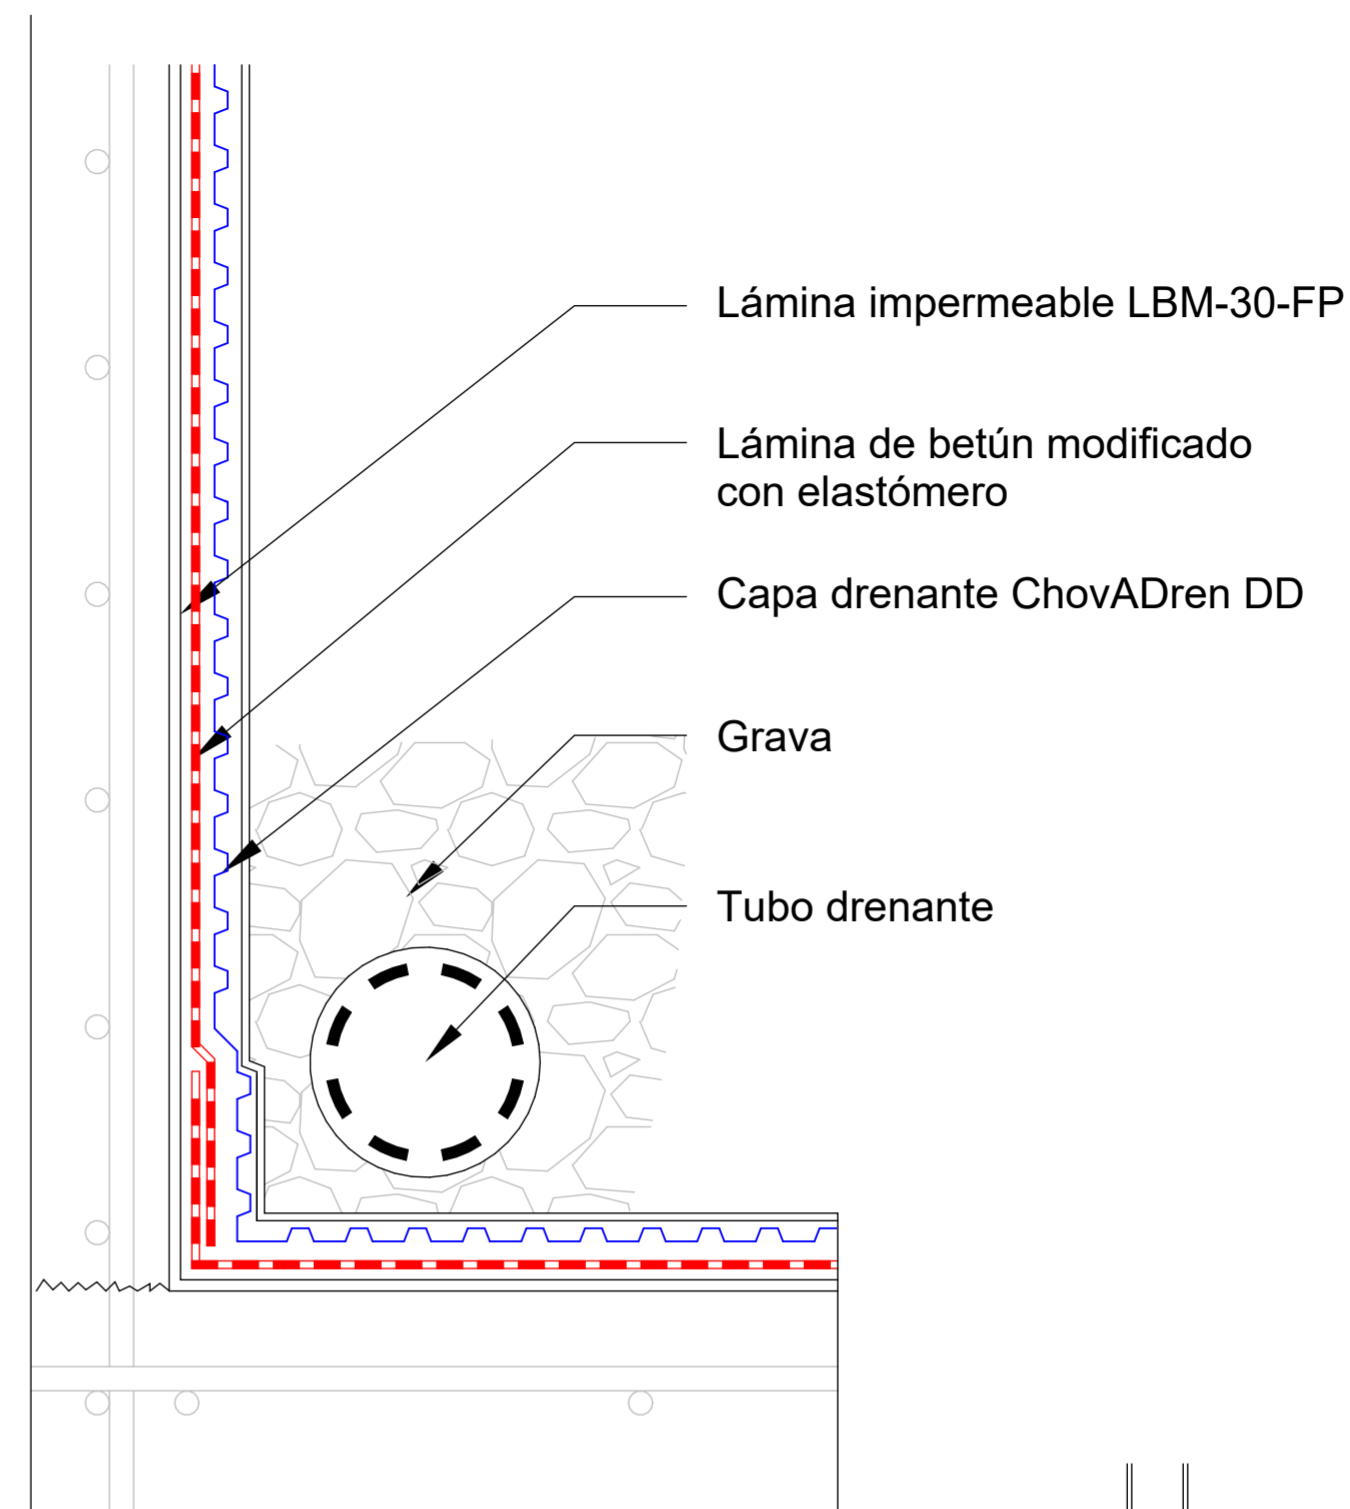 Lámina impermeable LBM-30-FP
Lámina de betún modificado
con elastómero
Capa drenante ChovADren DD
Grava
Tubo drenante